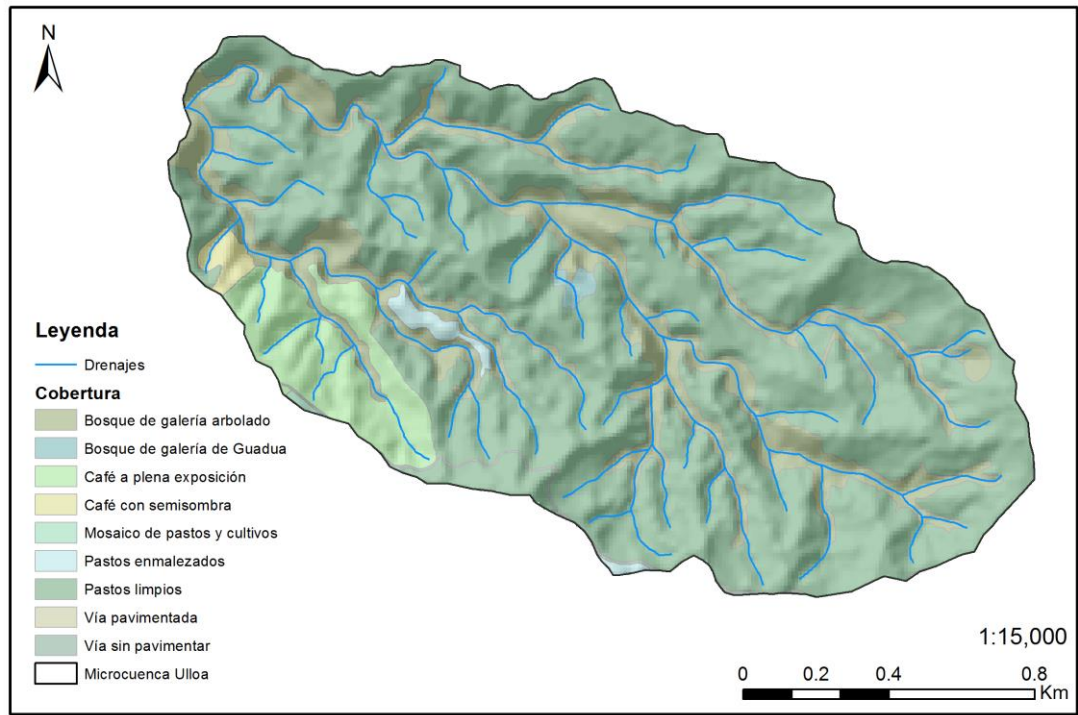 N
Leyenda
Drenajes
Cobertura
Bosque de galería arbolado
Bosque de galería de Guadua
Café a plena exposición
Café con semisombra
Mosaico de pastos y cultivos
Pastos enmalezados
Pastos limpios
Vía pavimentada
Vía sin pavimentar
Microcuenca Ulloa
1:15,000
0 0.2 0.4 0.8
Km